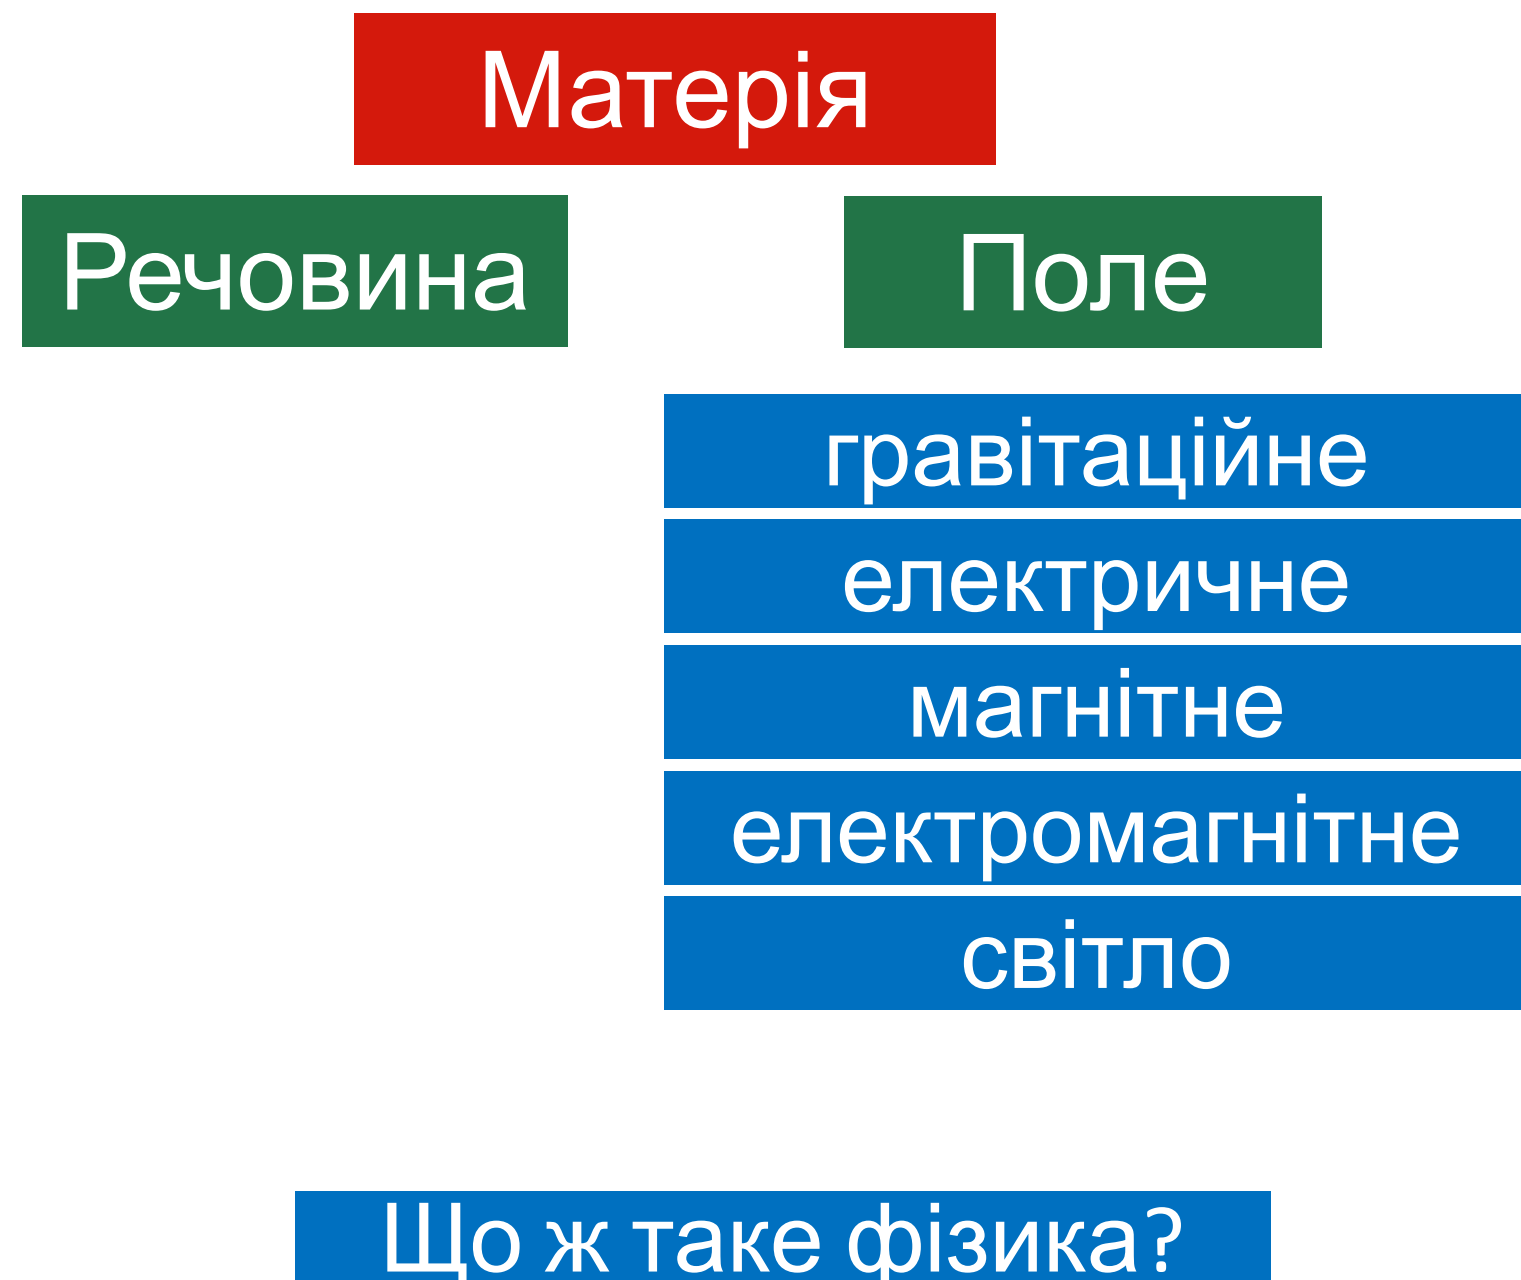 Матерія
Речовина
Поле
гравітаційне
електричне
магнітне
електромагнітне
світло
Що ж таке фізика?